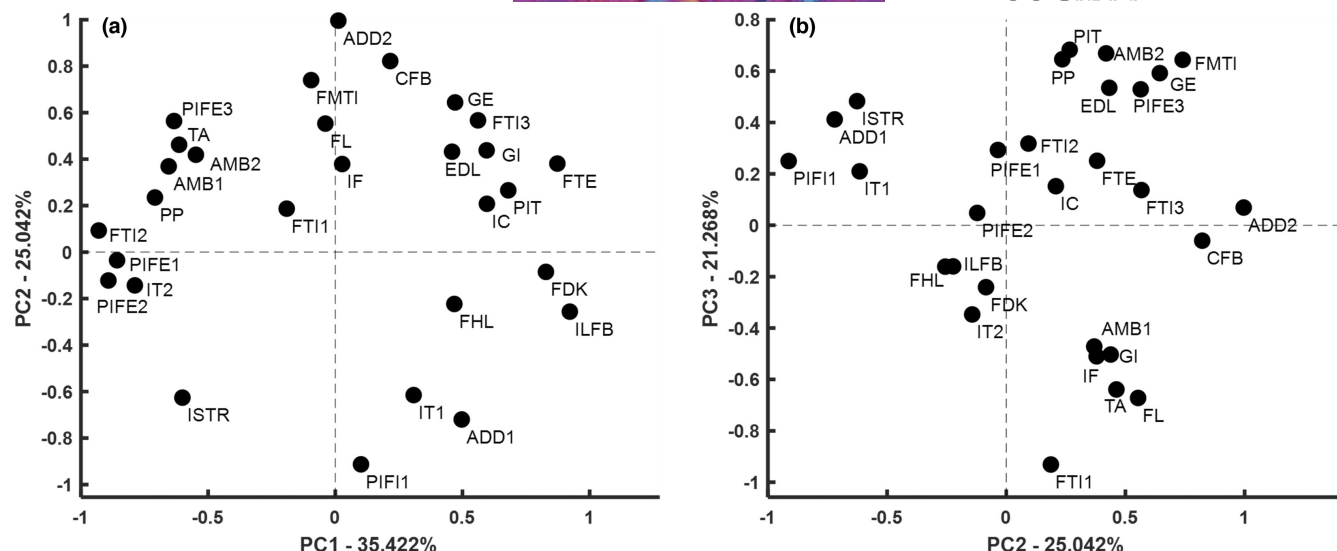 (a)
ADD2
CFB
FMTI
GE
PIFE3
FTI3
TA
FL
AMB2
GI
EDL
IF
FTE
AMB1
PP
PIT
IC
FTI1
FTI2
PIFE1
IT2
FDK
PIFE2
FHL
ILFB
ISTR
IT1
ADD1
PIFI1
1
0.8
0.6
0.4
0.2
0
-0.2
-0.4
-0.6
-0.8
-1
-1
-0.5
0
0.5
1
PC2 - 25.042%
PC1 - 35.422%
(b)
PIT
AMB2
FMTI
PP
GE
EDL
PIFE3
ISTR
ADD1
FTI2
PIFE1
PIFI1
IT1
FTE
IC
FTI3
ADD2
PIFE2
CFB
ILFB
FHL
FDK
IT2
AMB1
GI
IF
TA
FL
FTI1
0.8
0.6
0.4
0.2
0
-0.2
-0.4
-0.6
-0.8
-1
-1
-0.5
0
0.5
1
PC3 - 21.268%
PC2 - 25.042%